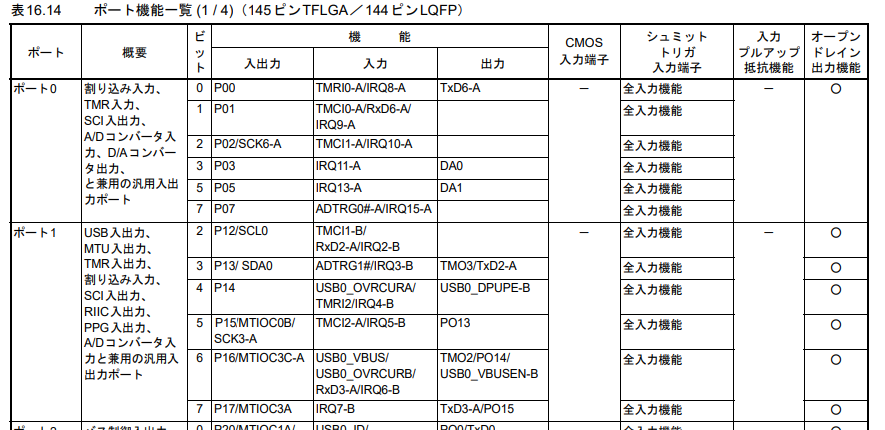 表16.14 ポート機能一覧 (1 / 4)（145ピンTFLGA／144ピンLQFP）
ポート 概要 ビット 機能 CMOS入力端子 シュミットトリガ入力端子 入力プルアップ抵抗機能 オープンドレイン出力機能
入出力 入力 出力
ポート0 割り込み入力、 0 P00 TMRI0-A/IRQ8-A TxD6-A － 全入力機能 － ○
TMR入力、 1 P01 TMCI0-A/RxD6-A/ 全入力機能
SCI入出力、 IRQ9-A
A/Dコンバータ入 2 P02/SCK6-A TMCI1-A/IRQ10-A 全入力機能
力、D/Aコンバー 3 P03 IRQ11-A DA0 全入力機能
タ出力、 5 P05 IRQ13-A DA1 全入力機能
と兼用の汎用入出 7 P07 ADTRG0#-A/IRQ15-A 全入力機能
力ポート
ポート1 USB入出力、 2 P12/SCL0 TMCI1-B/ － 全入力機能 － ○
MTU入出力、 RxD2-A/IRQ2-B
TMR入出力、 3 P13/ SDA0 ADTRG1#/IRQ3-B TMO3/TxD2-A 全入力機能 ○
割り込み入力、 4 P14 USB0_OVRCURA/ USB0_DPUPE-B 全入力機能 ○
SCI入出力、 TMRI2/IRQ4-B
RIIC入出力、 5 P15/MTIOC0B/ TMCI2-A/IRQ5-B PO13 全入力機能 ○
PPG入出力、 SCK3-A
A/Dコンバータ入 6 P16/MTIOC3C-A USB0_VBUS/ TMO2/PO14/ 全入力機能 ○
力と兼用の汎用入 USB0_OVRCURB/ USB0_VBUSEN-B
出力ポート RxD3-A/IRQ6-B
7 P17/MTIOC3A IRQ7-B TxD3-A/PO15 全入力機能 ○
0 P20/MTIOC1A/ USB0_ID/ PO0/TxD0